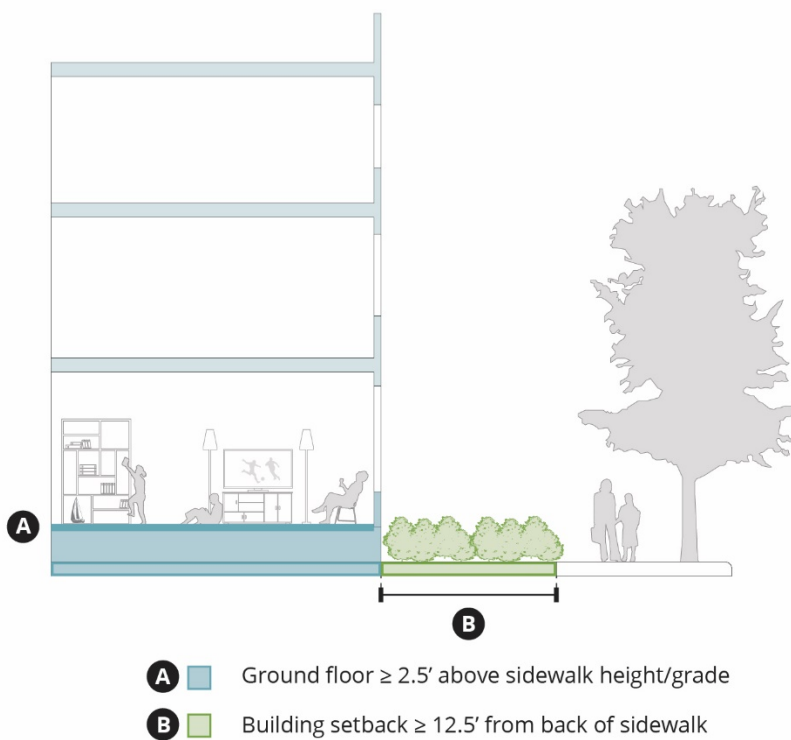 A
B
A Ground floor ≥ 2.5’ above sidewalk height/grade
B Building setback ≥ 12.5’ from back of sidewalk